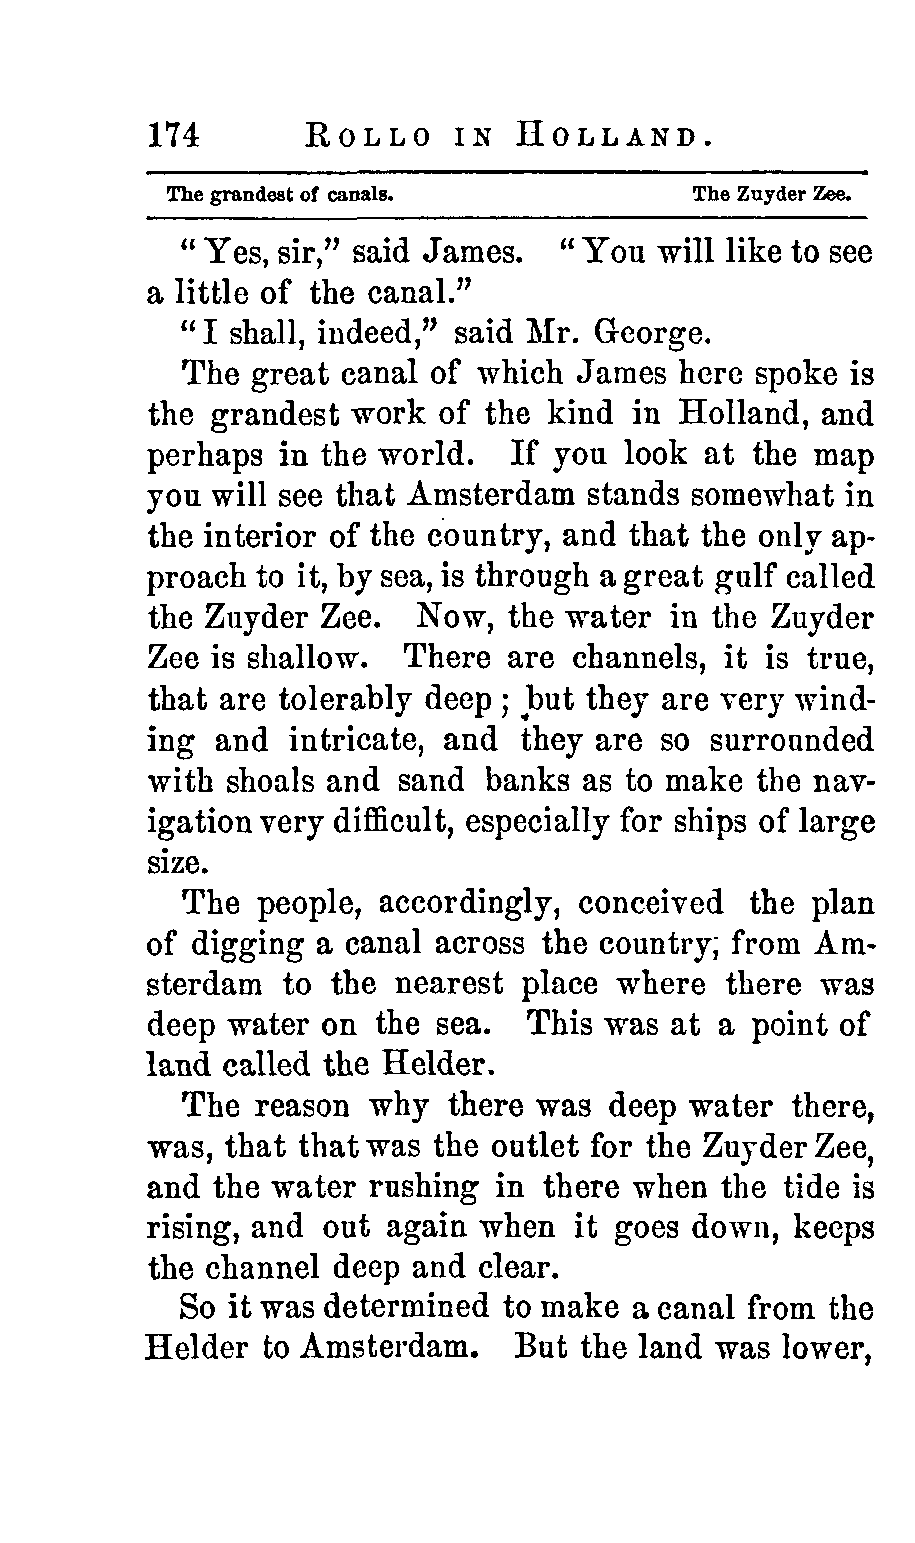 174 ROLLO IN HOLLAND.
The grandest of canals. The Zuyder Zee.
“Yes, sir,” said James. “You will like to see
a little of the canal.”
“I shall, indeed,” said Mr. George.
The great canal of which James here spoke is
the grandest work of the kind in Holland, and
perhaps in the world. If you look at the map
you will see that Amsterdam stands somewhat in
the interior of the country, and that the only ap-
proach to it, by sea, is through a great gulf called
the Zuyder Zee. Now, the water in the Zuyder
Zee is shallow. There are channels, it is true,
that are tolerably deep; but they are very wind-
ing and intricate, and they are so surrounded
with shoals and sand banks as to make the nav-
igation very difficult, especially for ships of large
size.
The people, accordingly, conceived the plan
of digging a canal across the country, from Am-
sterdam to the nearest place where there was
deep water on the sea. This was at a point of
land called the Helder.
The reason why there was deep water there,
was, that that was the outlet for the Zuyder Zee,
and the water rushing in there when the tide is
rising, and out again when it goes down, keeps
the channel deep and clear.
So it was determined to make a canal from the
Helder to Amsterdam. But the land was lower,